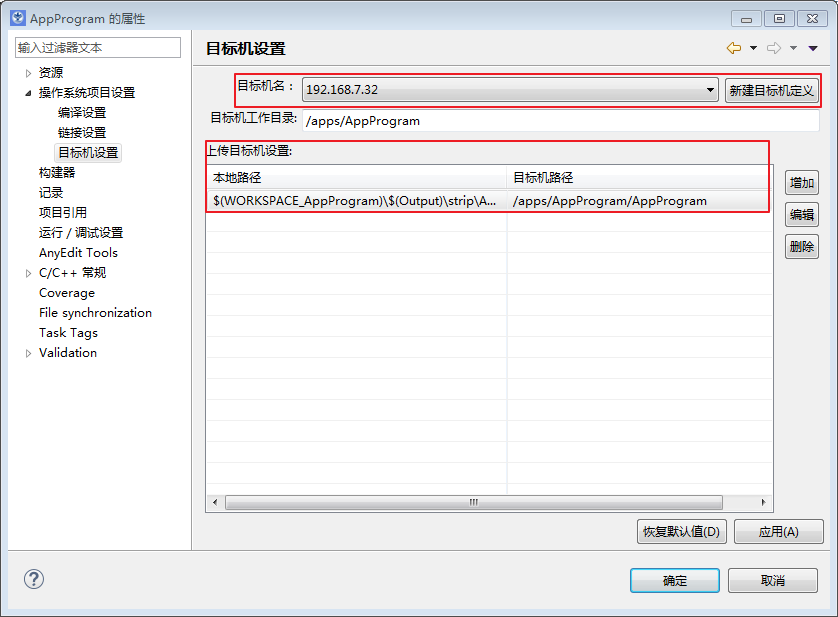 AppProgram 的属性
输入过滤器文本
资源
操作系统项目设置
编译设置
链接设置
目标机设置
构建器
记录
项目引用
运行 / 调试设置
AnyEdit Tools
C/C++ 常规
Coverage
File synchronization
Task Tags
Validation
目标机设置
目标机名： 192.168.7.32 新建目标机定义
目标机工作目录: /apps/AppProgram
上传目标机设置:
本地路径 目标机路径
$(WORKSPACE_AppProgram)\$(Output)\strip\A... /apps/AppProgram/AppProgram
增加
编辑
删除
恢复默认值(D) 应用(A)
? 确定 取消